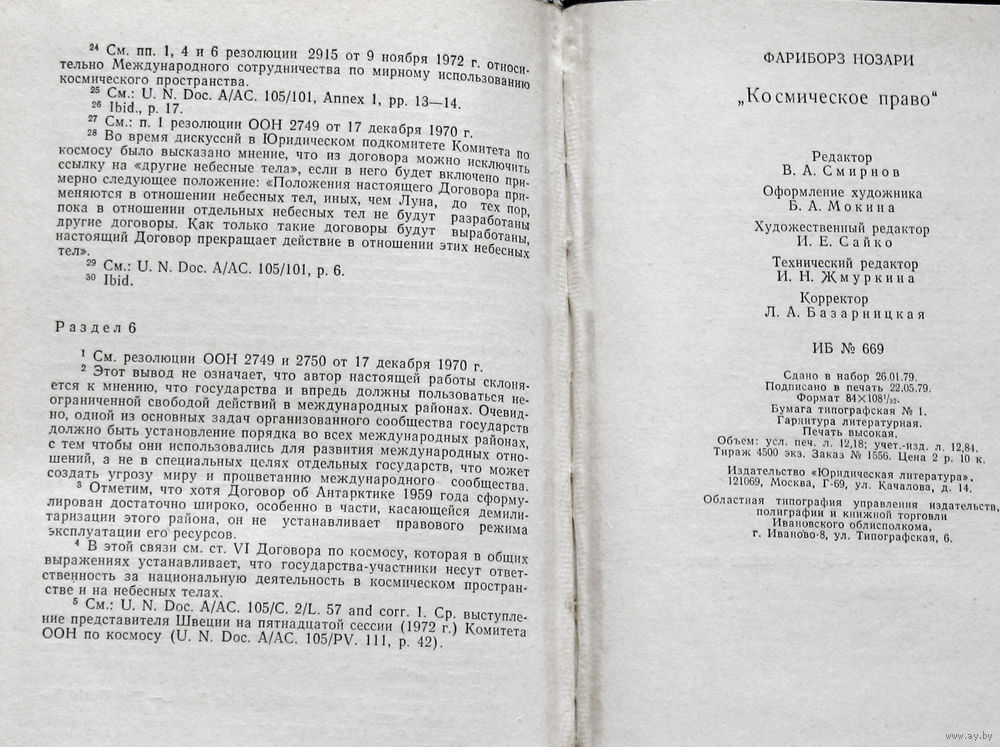 ²⁴ См. пп. 1, 4 и 6 резолюции 2915 от 9 ноября 1972 г. относи-
тельно Международного сотрудничества по мирному использованию
космического пространства.
²⁵ См.: U. N. Doc. A/AC. 105/101, Annex 1, pp. 13—14.
²⁶ Ibid., p. 17.
²⁷ См.: п. 1 резолюции ООН 2749 от 17 декабря 1970 г.
²⁸ Во время дискуссий в Юридическом подкомитете Комитета по
космосу было высказано мнение, что из договора можно исключить
ссылку на «другие небесные тела», если в него будет включено при-
мерно следующее положение: «Положения настоящего Договора при-
меняются в отношении небесных тел, иных, чем Луна, до тех пор,
пока в отношении отдельных небесных тел не будут разработаны
другие договоры. Как только такие договоры будут выработаны,
настоящий Договор прекращает действие в отношении этих небесных
тел».
²⁹ См.: U. N. Doc. A/AC. 105/101, p. 6.
³⁰ Ibid.
Раздел 6
¹ См. резолюции ООН 2749 и 2750 от 17 декабря 1970 г.
² Этот вывод не означает, что автор настоящей работы склоня-
ется к мнению, что государства и впредь должны пользоваться не-
ограниченной свободой действий в международных районах. Очевид-
но, одной из основных задач организованного сообщества государств
должно быть установление порядка во всех международных районах,
с тем чтобы они использовались для развития международных отно-
шений, а не в специальных целях отдельных государств, что может
создать угрозу миру и процветанию международного сообщества.
³ Отметим, что хотя Договор об Антарктике 1959 года сформу-
лирован достаточно широко, особенно в части, касающейся демили-
таризации этого района, он не устанавливает правового режима
эксплуатации его ресурсов.
⁴ В этой связи см. ст. VI Договора по космосу, которая в общих
выражениях устанавливает, что государства-участники несут ответ-
ственность за национальную деятельность в космическом простран-
стве и на небесных телах.
⁵ См.: U. N. Doc. A/AC. 105/C. 2/L. 57 and corr. 1. Ср. выступле-
ние представителя Швеции на пятнадцатой сессии (1972 г.) Комитета
ООН по космосу (U. N. Doc. A/AC. 105/PV. 111, p. 42).
ФАРИБОРЗ НОЗАРИ
„Космическое право“
Редактор
В. А. Смирнов
Оформление художника
Б. А. Мокина
Художественный редактор
И. Е. Сайко
Технический редактор
И. Н. Жмуркина
Корректор
Л. А. Базарницкая
ИБ № 669
Сдано в набор 26.01.79.
Подписано в печать 22.05.79.
Формат 84×108¹/₃₂.
Бумага типографская № 1.
Гарнитура литературная.
Печать высокая.
Объем: усл. печ. л. 12,18; учет.-изд. л. 12,84.
Тираж 4500 экз. Заказ № 1556. Цена 2 р. 10 к.
Издательство «Юридическая литература».
121069, Москва, Г-69, ул. Качалова, д. 14.
Областная типография управления издательств,
полиграфии и книжной торговли
Ивановского облисполкома,
г. Иваново-8, ул. Типографская, 6.
www.ay.by